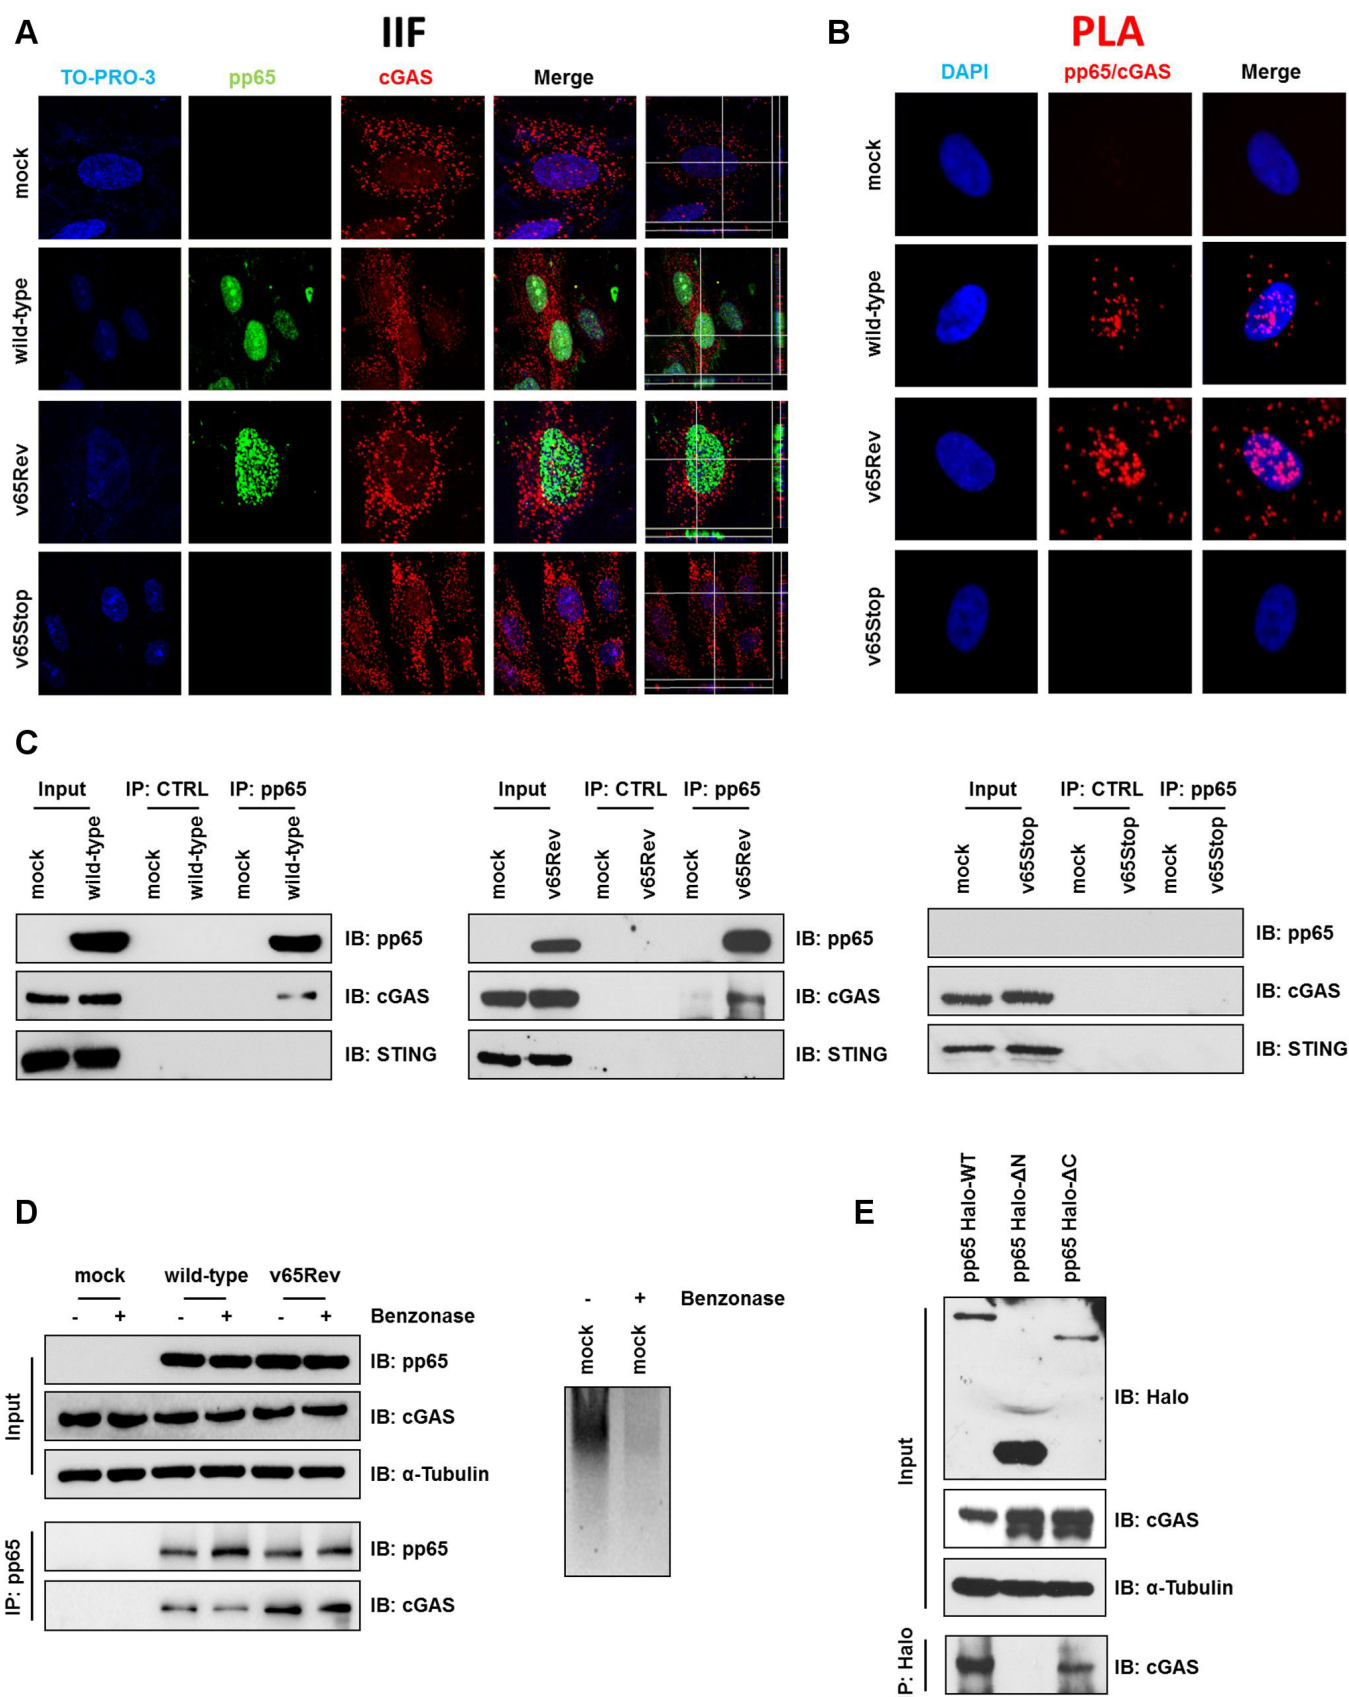 A
IIF
TO-PRO-3 pp65 cGAS Merge
mock
wild-type
v65Rev
v65Stop
B
PLA
DAPI pp65/cGAS Merge
mock
wild-type
v65Rev
v65Stop
C
Input IP: CTRL IP: pp65
mock wild-type mock wild-type mock wild-type
IB: pp65
IB: cGAS
IB: STING
Input IP: CTRL IP: pp65
mock v65Rev mock v65Rev mock v65Rev
IB: pp65
IB: cGAS
IB: STING
Input IP: CTRL IP: pp65
mock v65Stop mock v65Stop mock v65Stop
IB: pp65
IB: cGAS
IB: STING
D
mock wild-type v65Rev
- + - + - + Benzonase
Input
IB: pp65
IB: cGAS
IB: α-Tubulin
IP: pp65
IB: pp65
IB: cGAS
- + Benzonase
mock mock
E
pp65 Halo-WT
pp65 Halo-ΔN
pp65 Halo-ΔC
Input
IB: Halo
IB: cGAS
IB: α-Tubulin
P: Halo
IB: cGAS